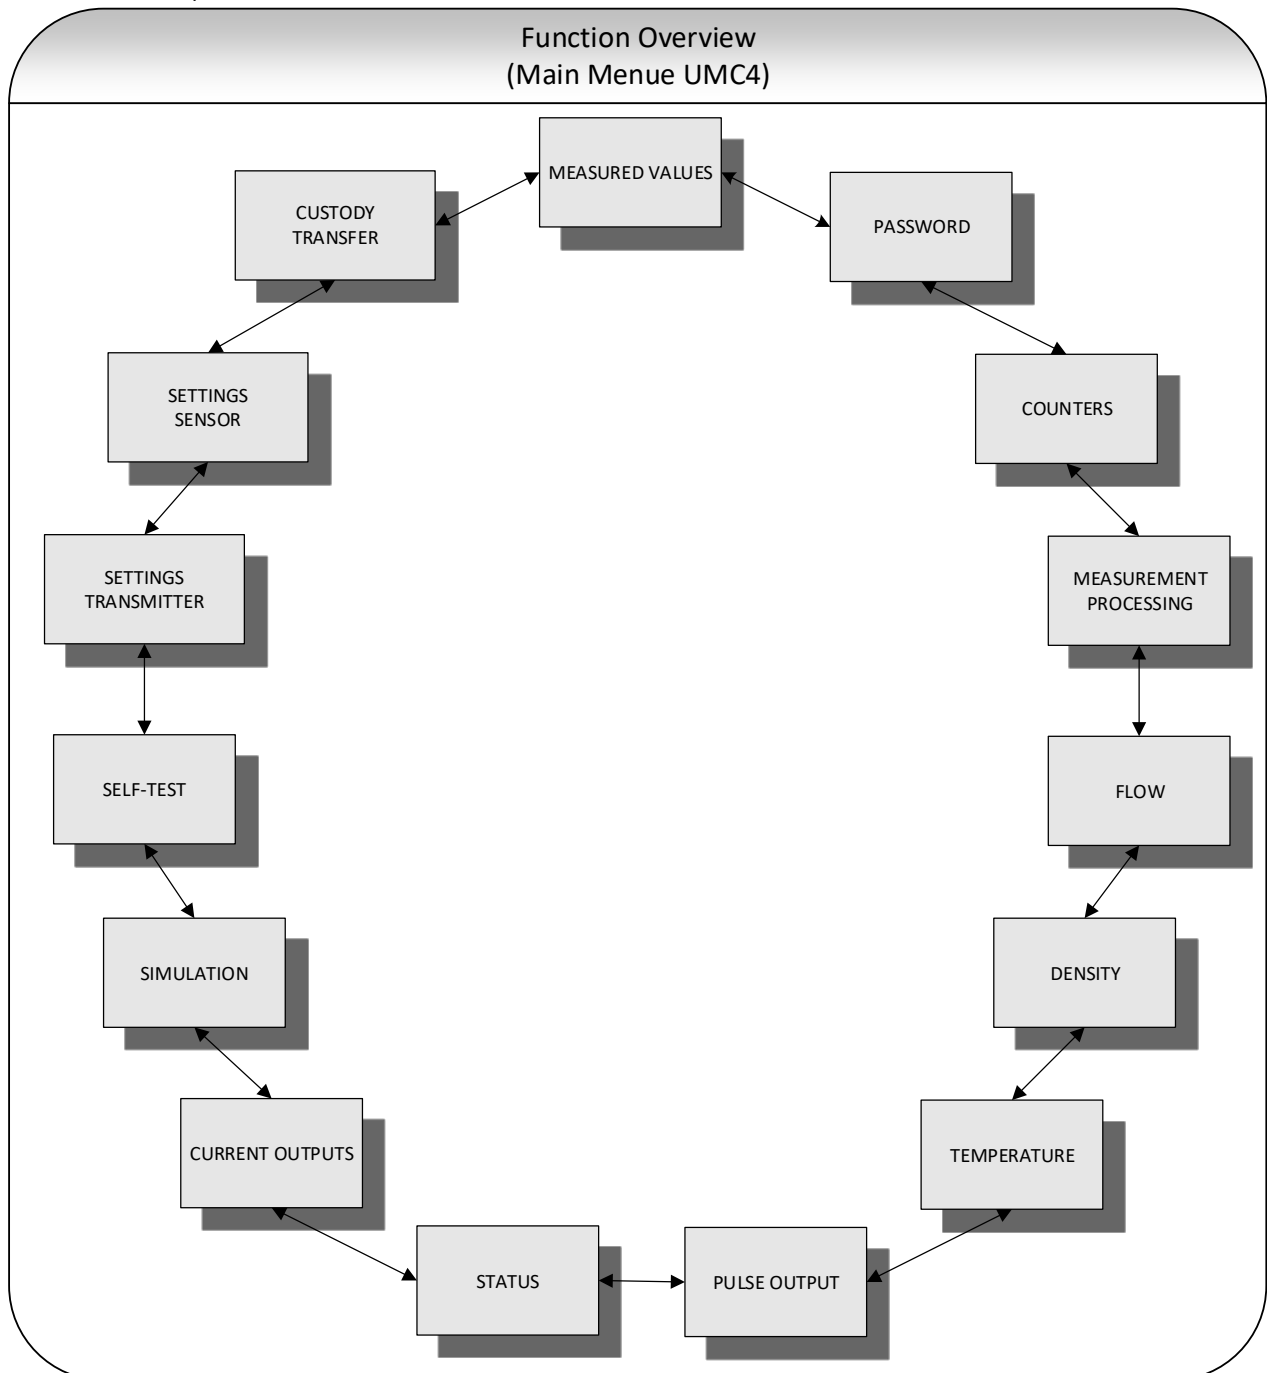 Function Overview
(Main Menue UMC4)
MEASURED VALUES
CUSTODY
TRANSFER
PASSWORD
SETTINGS
SENSOR
COUNTERS
SETTINGS
TRANSMITTER
MEASUREMENT
PROCESSING
SELF-TEST
FLOW
SIMULATION
DENSITY
CURRENT OUTPUTS
TEMPERATURE
STATUS
PULSE OUTPUT